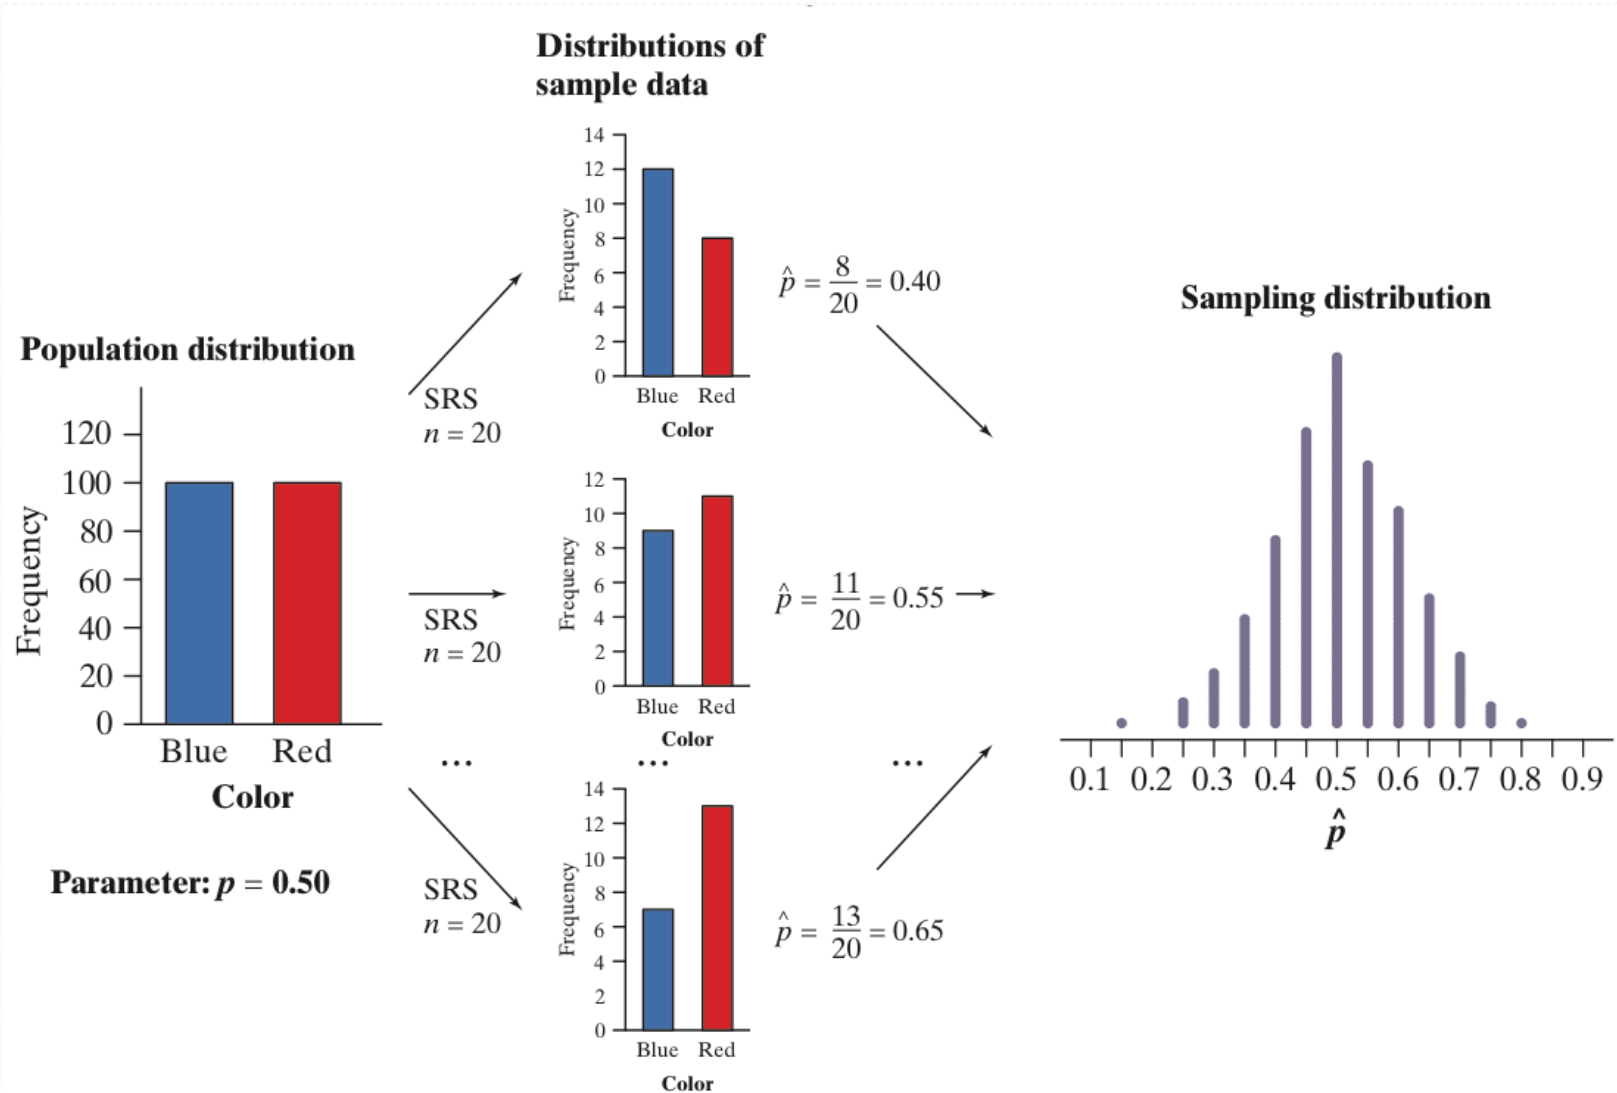 Distributions of
sample data
Population distribution
Frequency
120
100
80
60
40
20
0
Blue Red
Color
Parameter: p = 0.50
SRS
n = 20
SRS
n = 20
...
SRS
n = 20
Frequency
14
12
10
8
6
4
2
0
Blue Red
Color
Frequency
12
10
8
6
4
2
0
Blue Red
Color
...
Frequency
14
12
10
8
6
4
2
0
Blue Red
Color
p̂ = 8/20 = 0.40
p̂ = 11/20 = 0.55
...
p̂ = 13/20 = 0.65
Sampling distribution
0.1 0.2 0.3 0.4 0.5 0.6 0.7 0.8 0.9
p̂